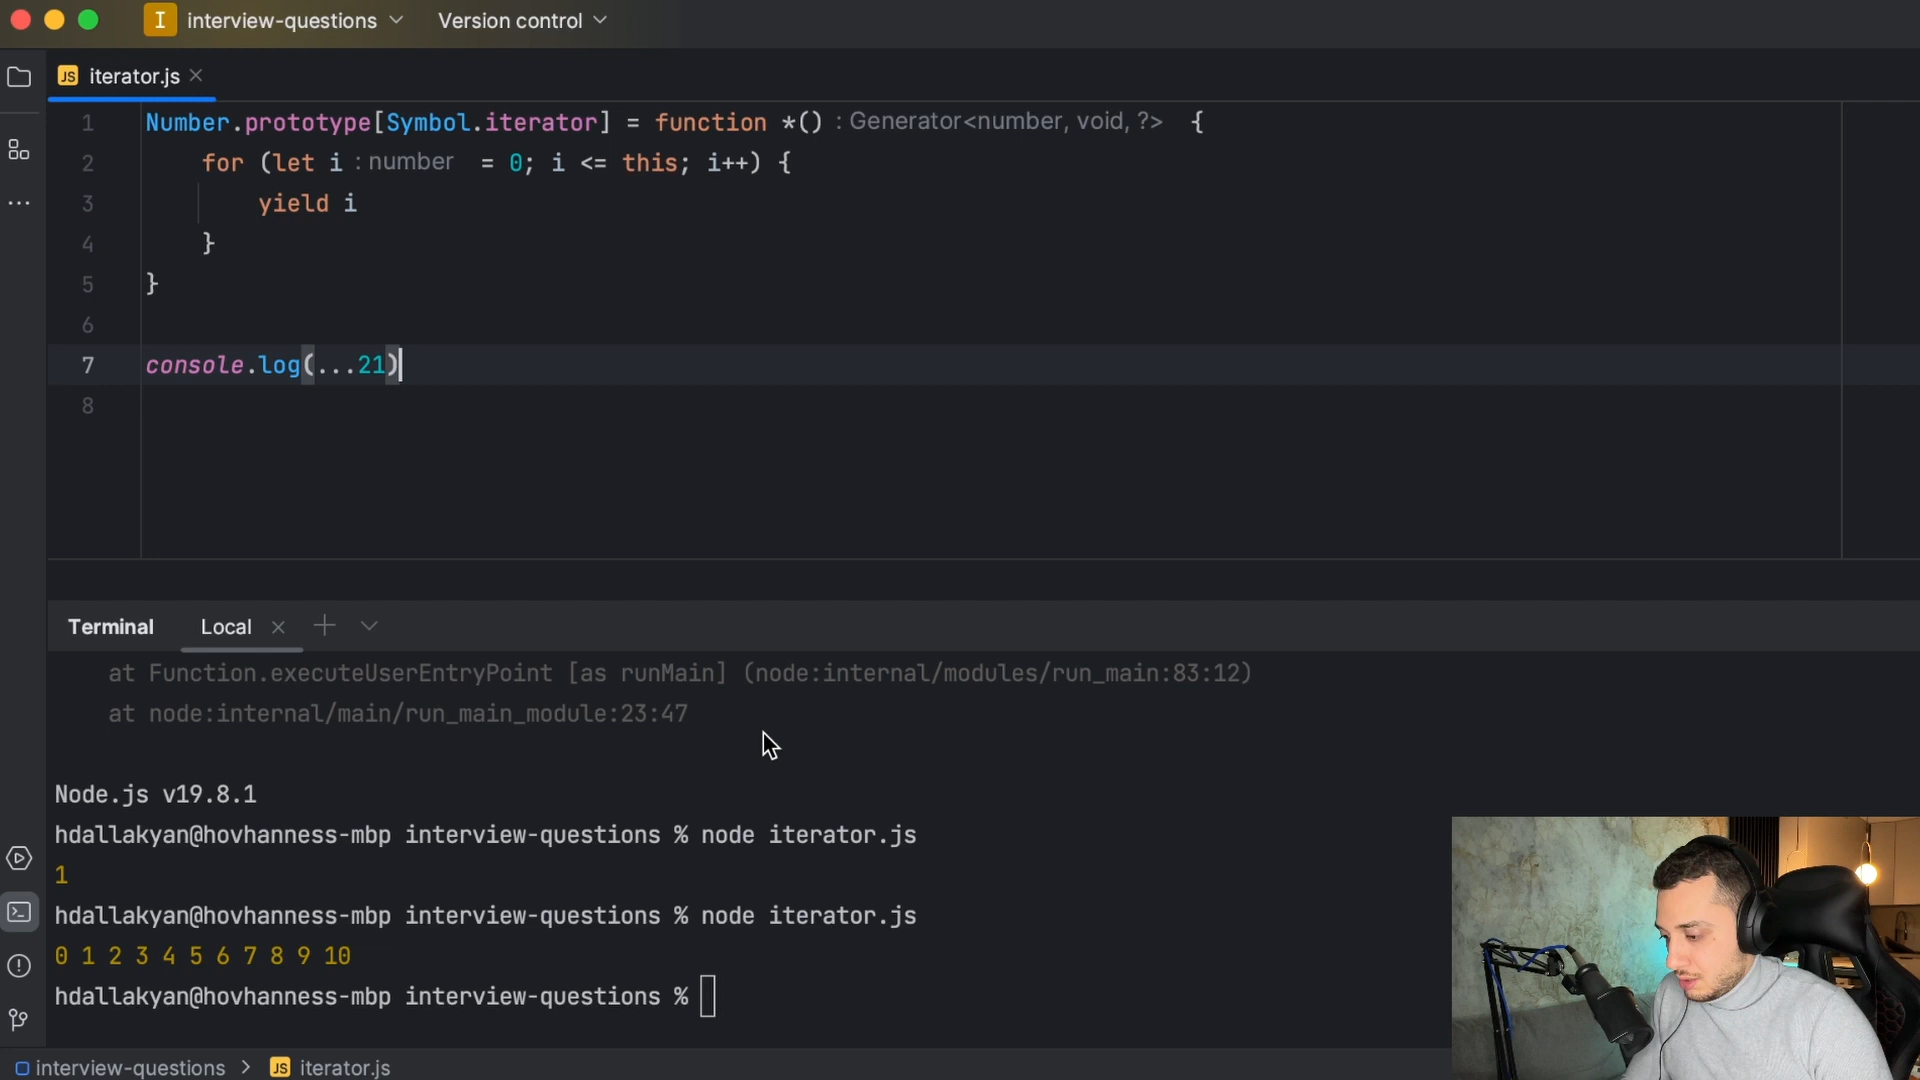 I interview-questions Version control
JS iterator.js
1 Number.prototype[Symbol.iterator] = function *() : Generator<number, void, ?> {
2 for (let i : number = 0; i <= this; i++) {
3 yield i
4 }
5 }
6
7 console.log(...21)
8
Terminal Local
at Function.executeUserEntryPoint [as runMain] (node:internal/modules/run_main:83:12)
at node:internal/main/run_main_module:23:47
Node.js v19.8.1
hdallakyan@hovhanness-mbp interview-questions % node iterator.js
1
hdallakyan@hovhanness-mbp interview-questions % node iterator.js
0 1 2 3 4 5 6 7 8 9 10
hdallakyan@hovhanness-mbp interview-questions %
interview-questions > JS iterator.js